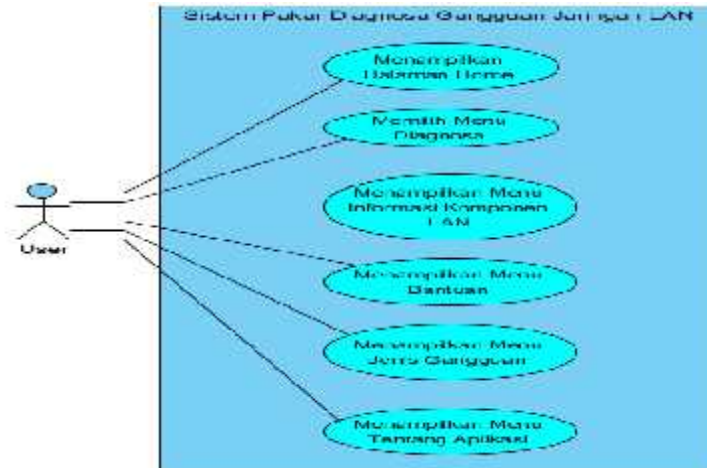 Sistem Pakar Diagnosa Gangguan Jaringan LAN
Menampilkan
Halaman Home
Memilih Menu
Diagnosa
Menampilkan Menu
Informasi Komponen
LAN
User
Menampilkan Menu
Bantuan
Menampilkan Menu
Jenis Gangguan
Menampilkan Menu
Tentang Aplikasi